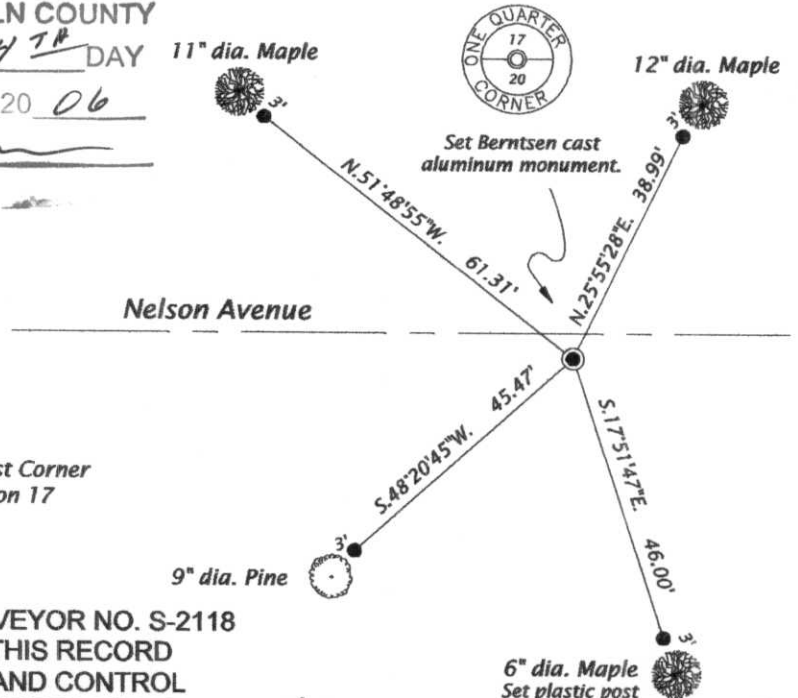 LN COUNTY
TH DAY
20 06
11" dia. Maple
3'
ONE QUARTER
17
20
CORNER
12" dia. Maple
3'
Set Berntsen cast
aluminum monument.
N.51°48'55"W. 61.31'
N.25°55'28"E. 38.99'
Nelson Avenue
S.48°20'45"W. 45.47'
S.17°51'47"E. 46.00'
st Corner
on 17
3'
9" dia. Pine
VEYOR NO. S-2118
THIS RECORD
AND CONTROL
3'
6" dia. Maple
Set plastic post